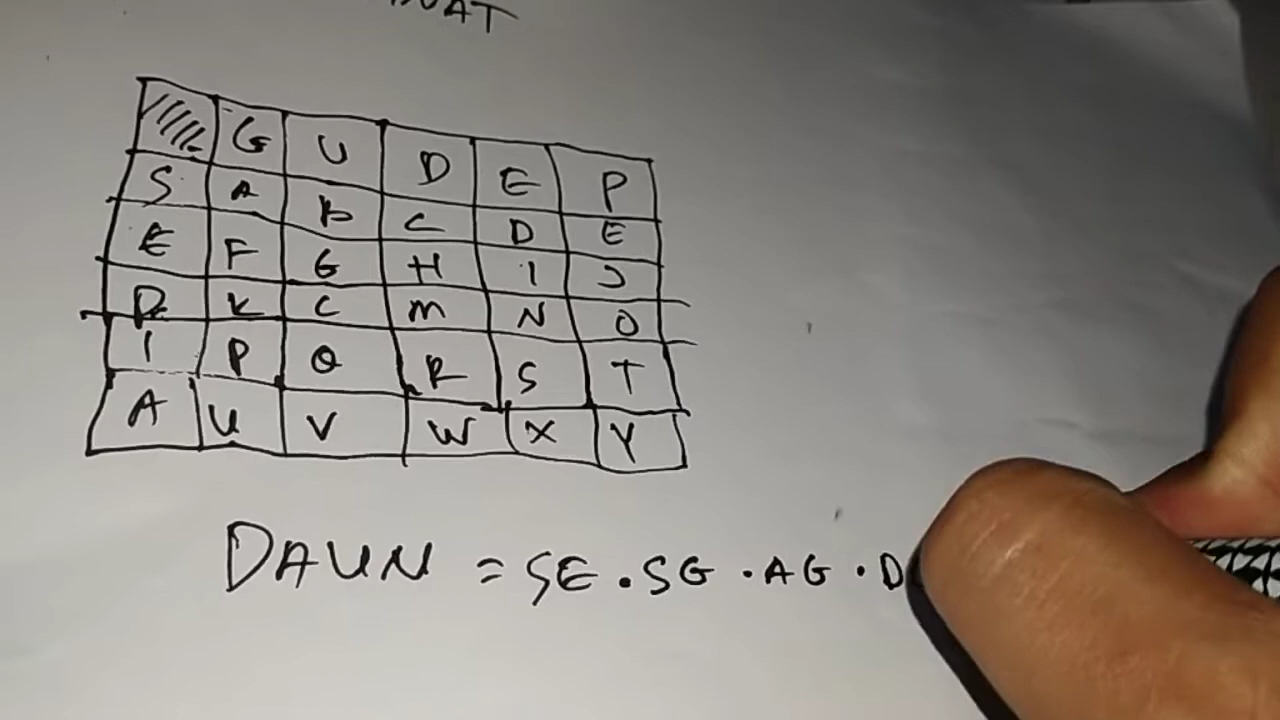 G U D E P
S A B C D E
E F G H I J
D K L M N O
I P Q R S T
A U V W X Y
DAUN = SE . SG . AG . D